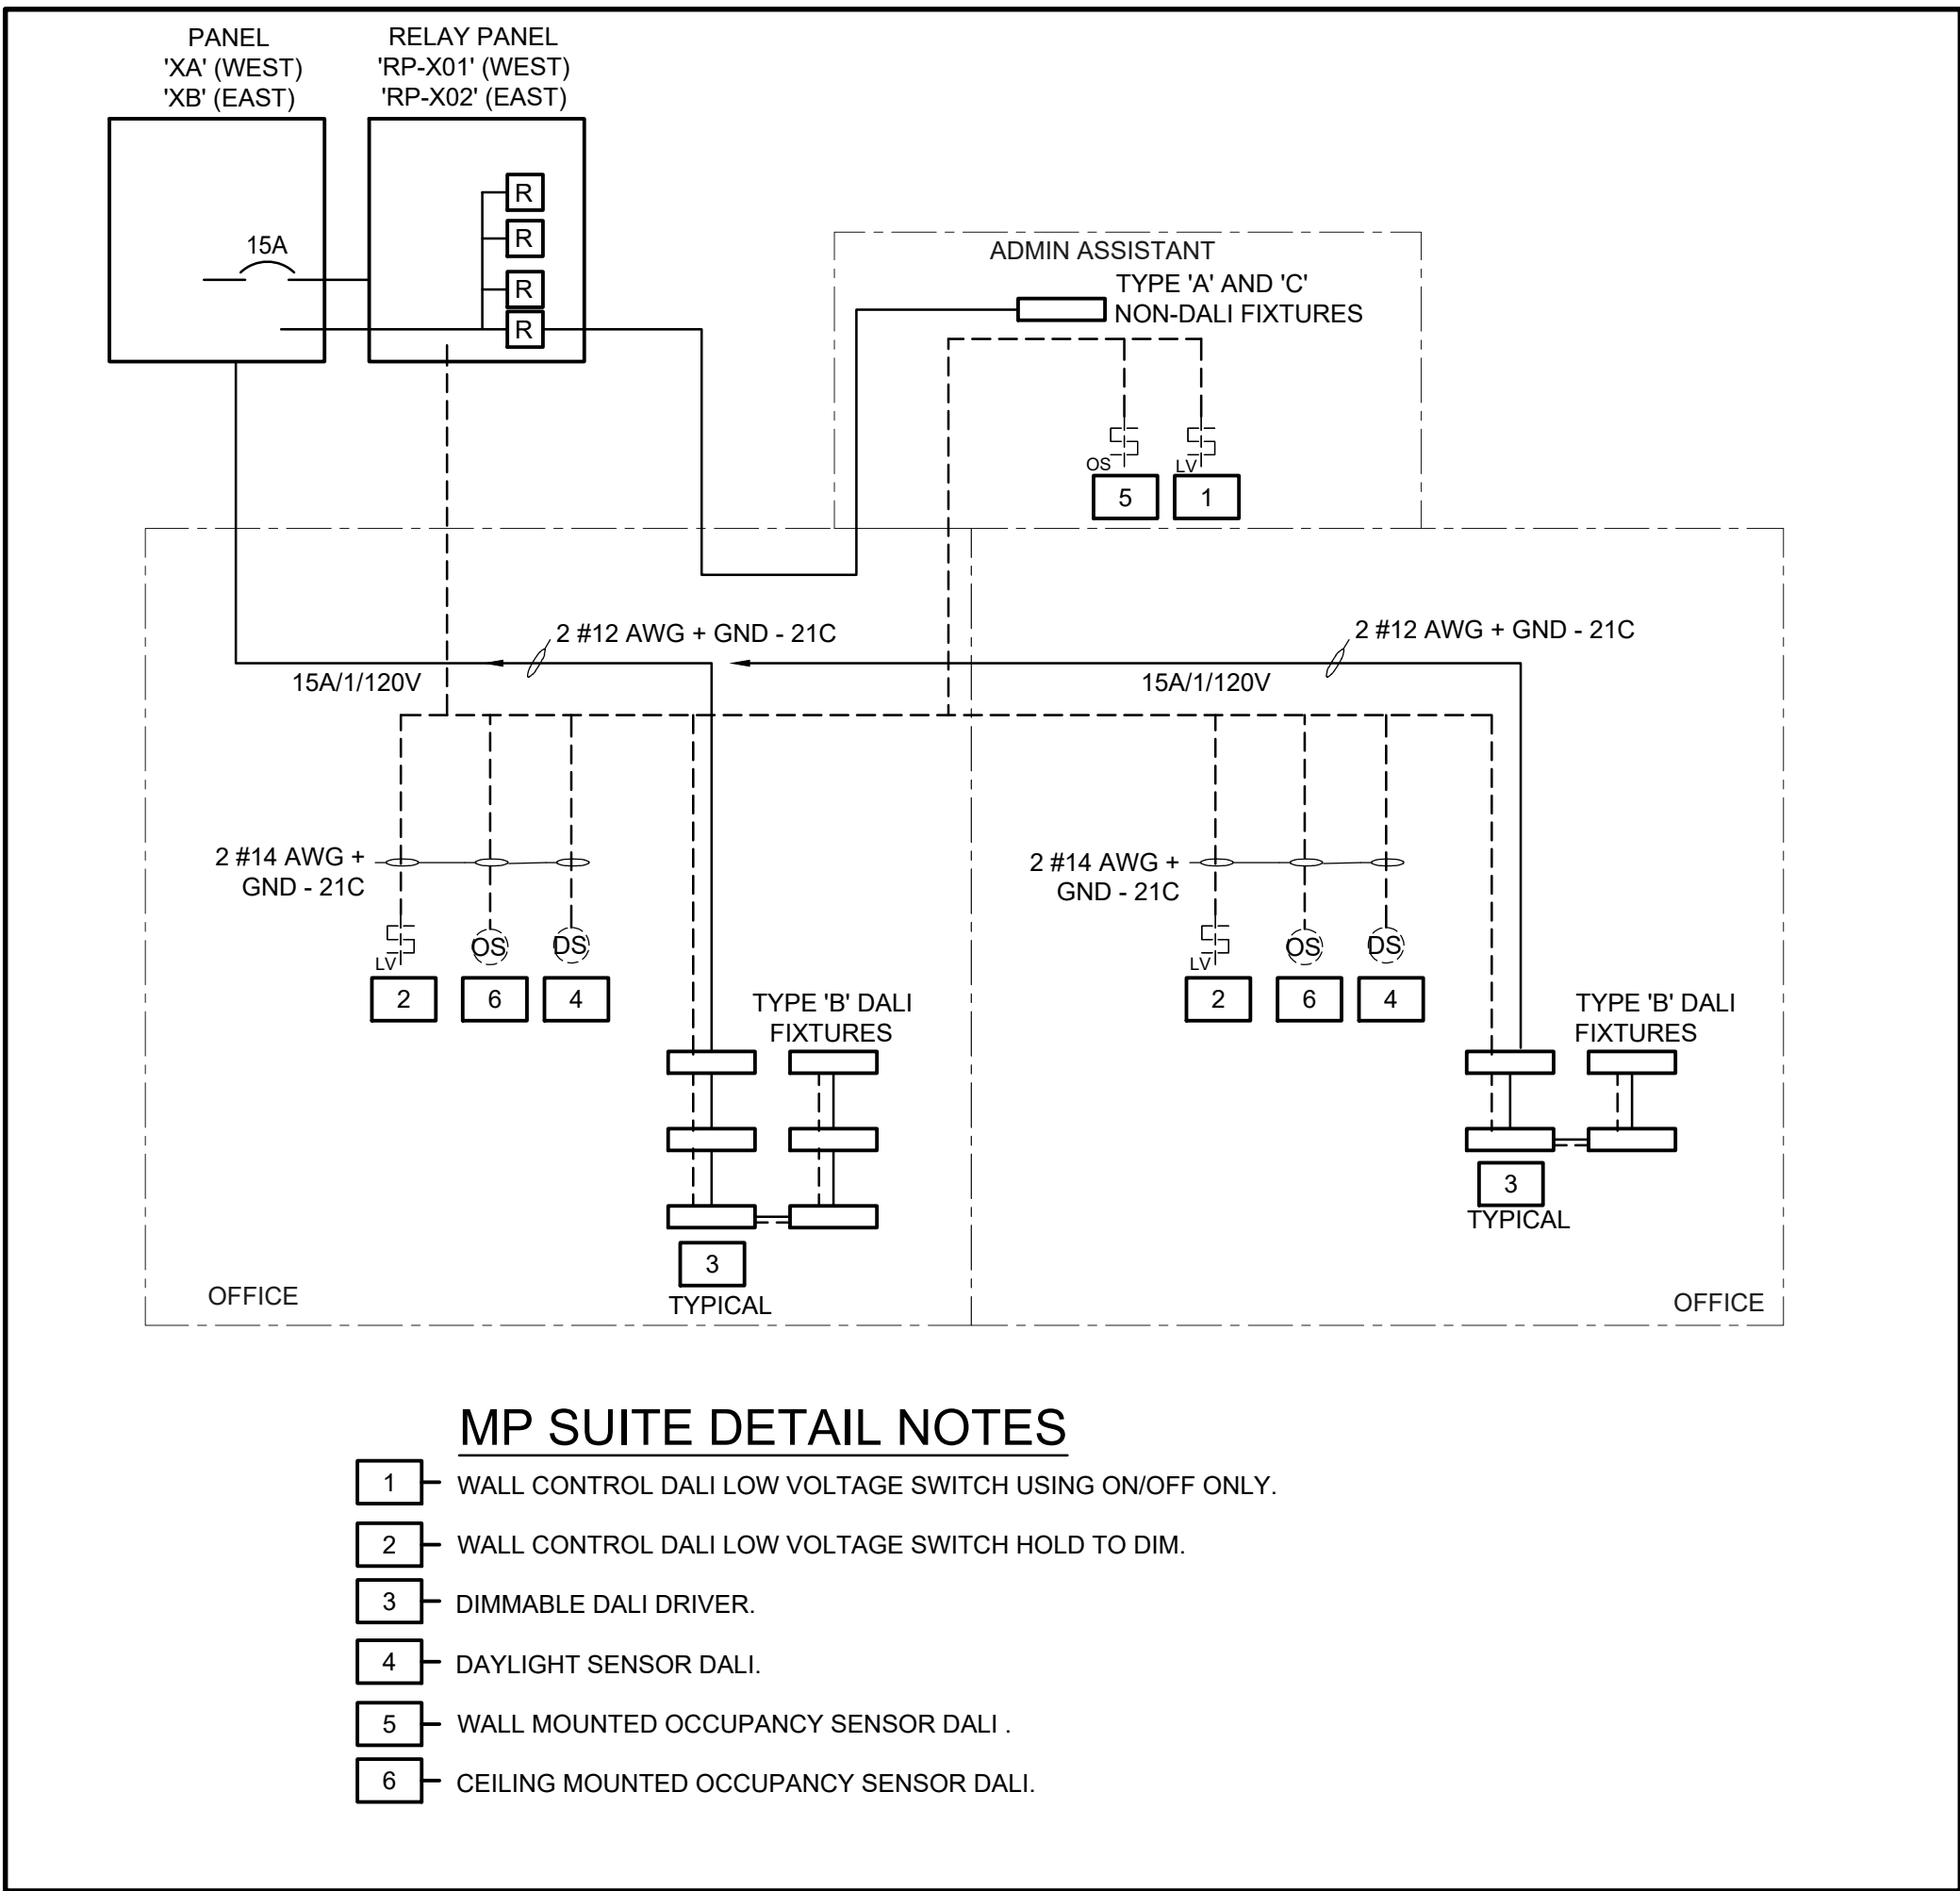 PANEL
'XA' (WEST)
'XB' (EAST)
RELAY PANEL
'RP-X01' (WEST)
'RP-X02' (EAST)
R
R
15A
R
R
ADMIN ASSISTANT
TYPE 'A' AND 'C'
NON-DALI FIXTURES
OS
LV
5
1
2 #12 AWG + GND - 21C
15A/1/120V
2 #12 AWG + GND - 21C
15A/1/120V
2 #14 AWG +
GND - 21C
LV
OS
DS
2
6
4
TYPE 'B' DALI
FIXTURES
3
TYPICAL
OFFICE
2 #14 AWG +
GND - 21C
LV
OS
DS
2
6
4
TYPE 'B' DALI
FIXTURES
3
TYPICAL
OFFICE
MP SUITE DETAIL NOTES
1 WALL CONTROL DALI LOW VOLTAGE SWITCH USING ON/OFF ONLY.
2 WALL CONTROL DALI LOW VOLTAGE SWITCH HOLD TO DIM.
3 DIMMABLE DALI DRIVER.
4 DAYLIGHT SENSOR DALI.
5 WALL MOUNTED OCCUPANCY SENSOR DALI .
6 CEILING MOUNTED OCCUPANCY SENSOR DALI.